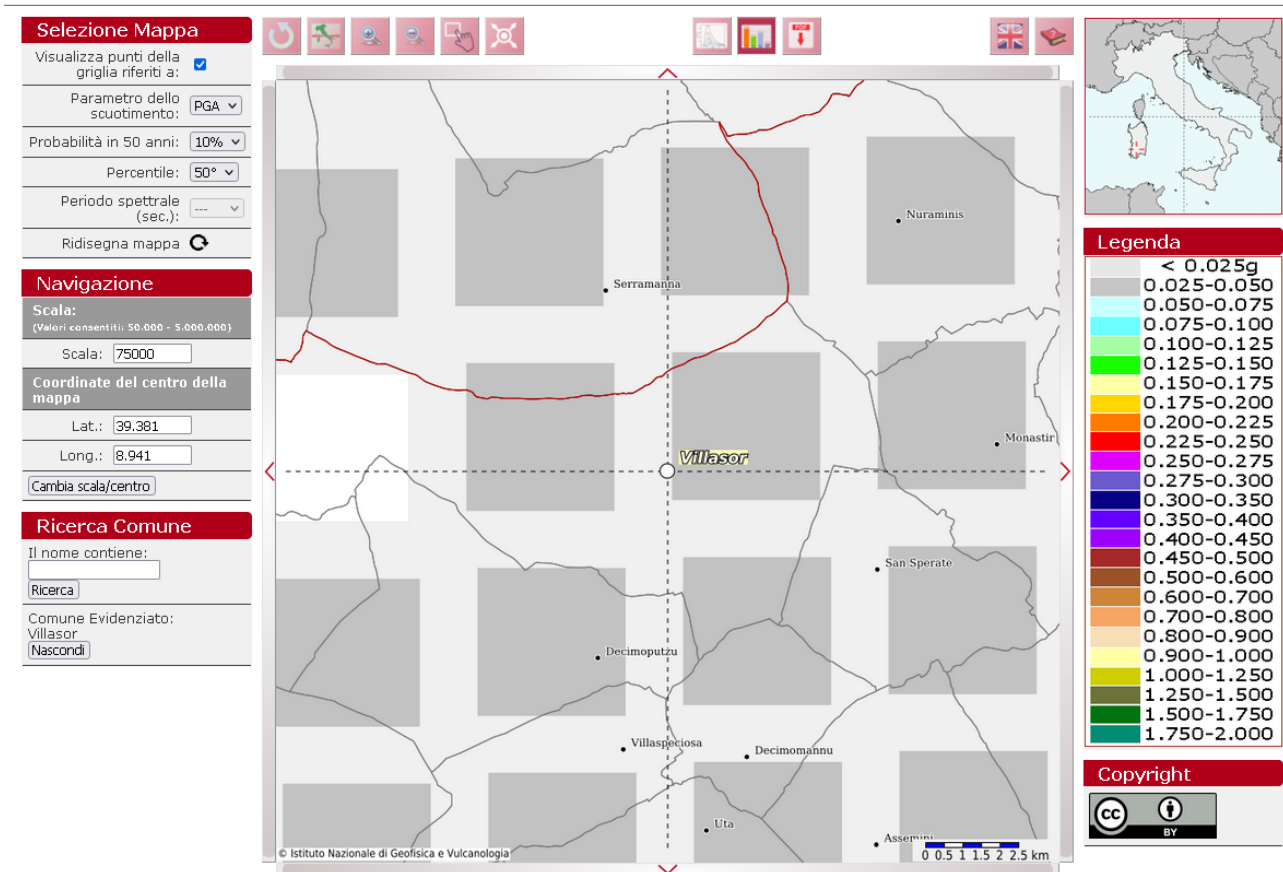 Selezione Mappa
Visualizza punti della
griglia riferiti a:
Parametro dello
scuotimento:
PGA
Probabilità in 50 anni:
10%
Percentile:
50°
Periodo spettrale
(sec.):
---
Ridisegna mappa
Navigazione
Scala:
(Valori consentiti: 50.000 - 5.000.000)
Scala:
75000
Coordinate del centro della
mappa
Lat.:
39.381
Long.:
8.941
Cambia scala/centro
Ricerca Comune
Il nome contiene:
Ricerca
Comune Evidenziato:
Villasor
Nascondi
PDF
Nuraminis
Serramanna
Monastir
Villasor
San Sperate
Decimoputzu
Villaspeciosa
Decimomannu
Uta
Assemini
© Istituto Nazionale di Geofisica e Vulcanologia
0 0.5 1 1.5 2 2.5 km
Legenda
< 0.025g
0.025-0.050
0.050-0.075
0.075-0.100
0.100-0.125
0.125-0.150
0.150-0.175
0.175-0.200
0.200-0.225
0.225-0.250
0.250-0.275
0.275-0.300
0.300-0.350
0.350-0.400
0.400-0.450
0.450-0.500
0.500-0.600
0.600-0.700
0.700-0.800
0.800-0.900
0.900-1.000
1.000-1.250
1.250-1.500
1.500-1.750
1.750-2.000
Copyright
cc
BY